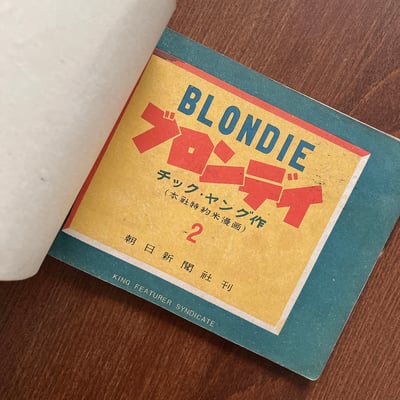 BLONDIE
ブロンディ
チック・ヤング作
(本社特約米漫画)
-2
朝日新聞社刊
KING FEATURER SYNDICATE